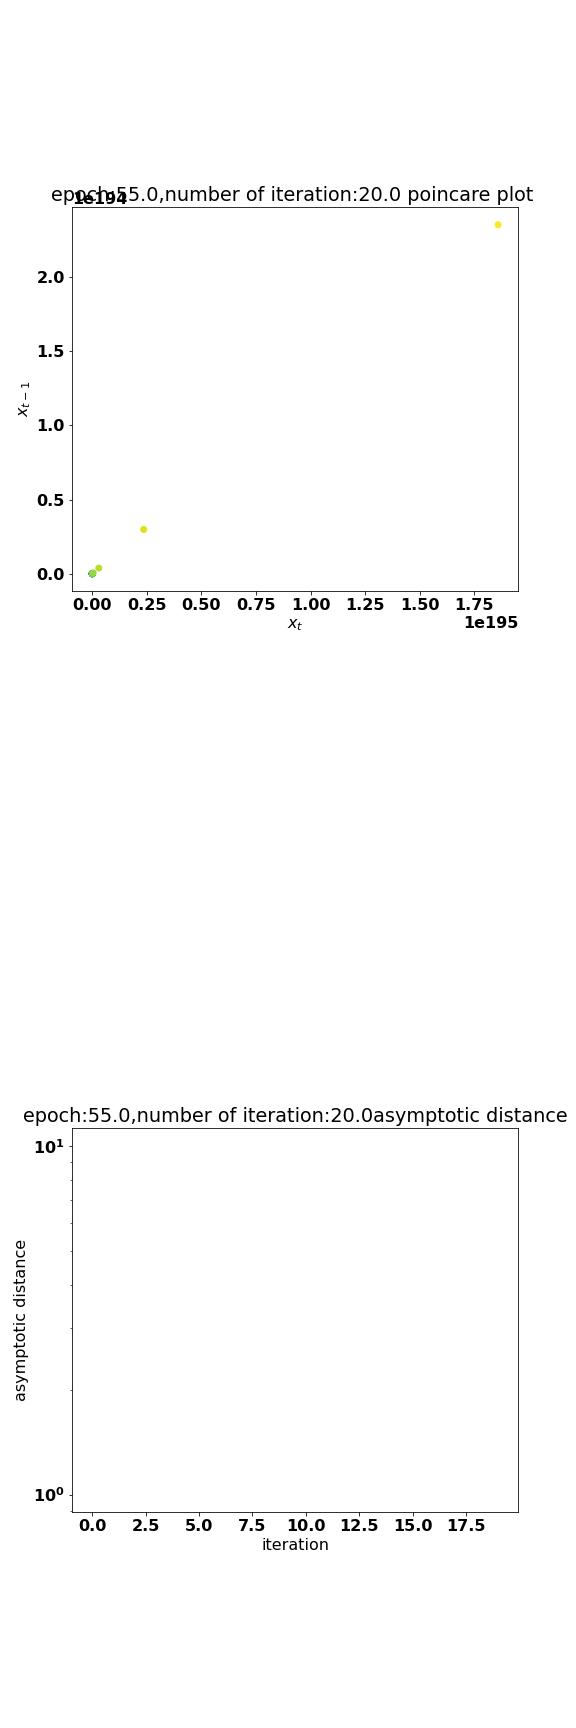 epoch:55.0,number of iteration:20.0 poincare plot
1e194
2.0
1.5
1.0
0.5
0.0
x_{t-1}
0.00 0.25 0.50 0.75 1.00 1.25 1.50 1.75
x_t
1e195
epoch:55.0,number of iteration:20.0asymptotic distance
10^1
10^0
asymptotic distance
0.0 2.5 5.0 7.5 10.0 12.5 15.0 17.5
iteration